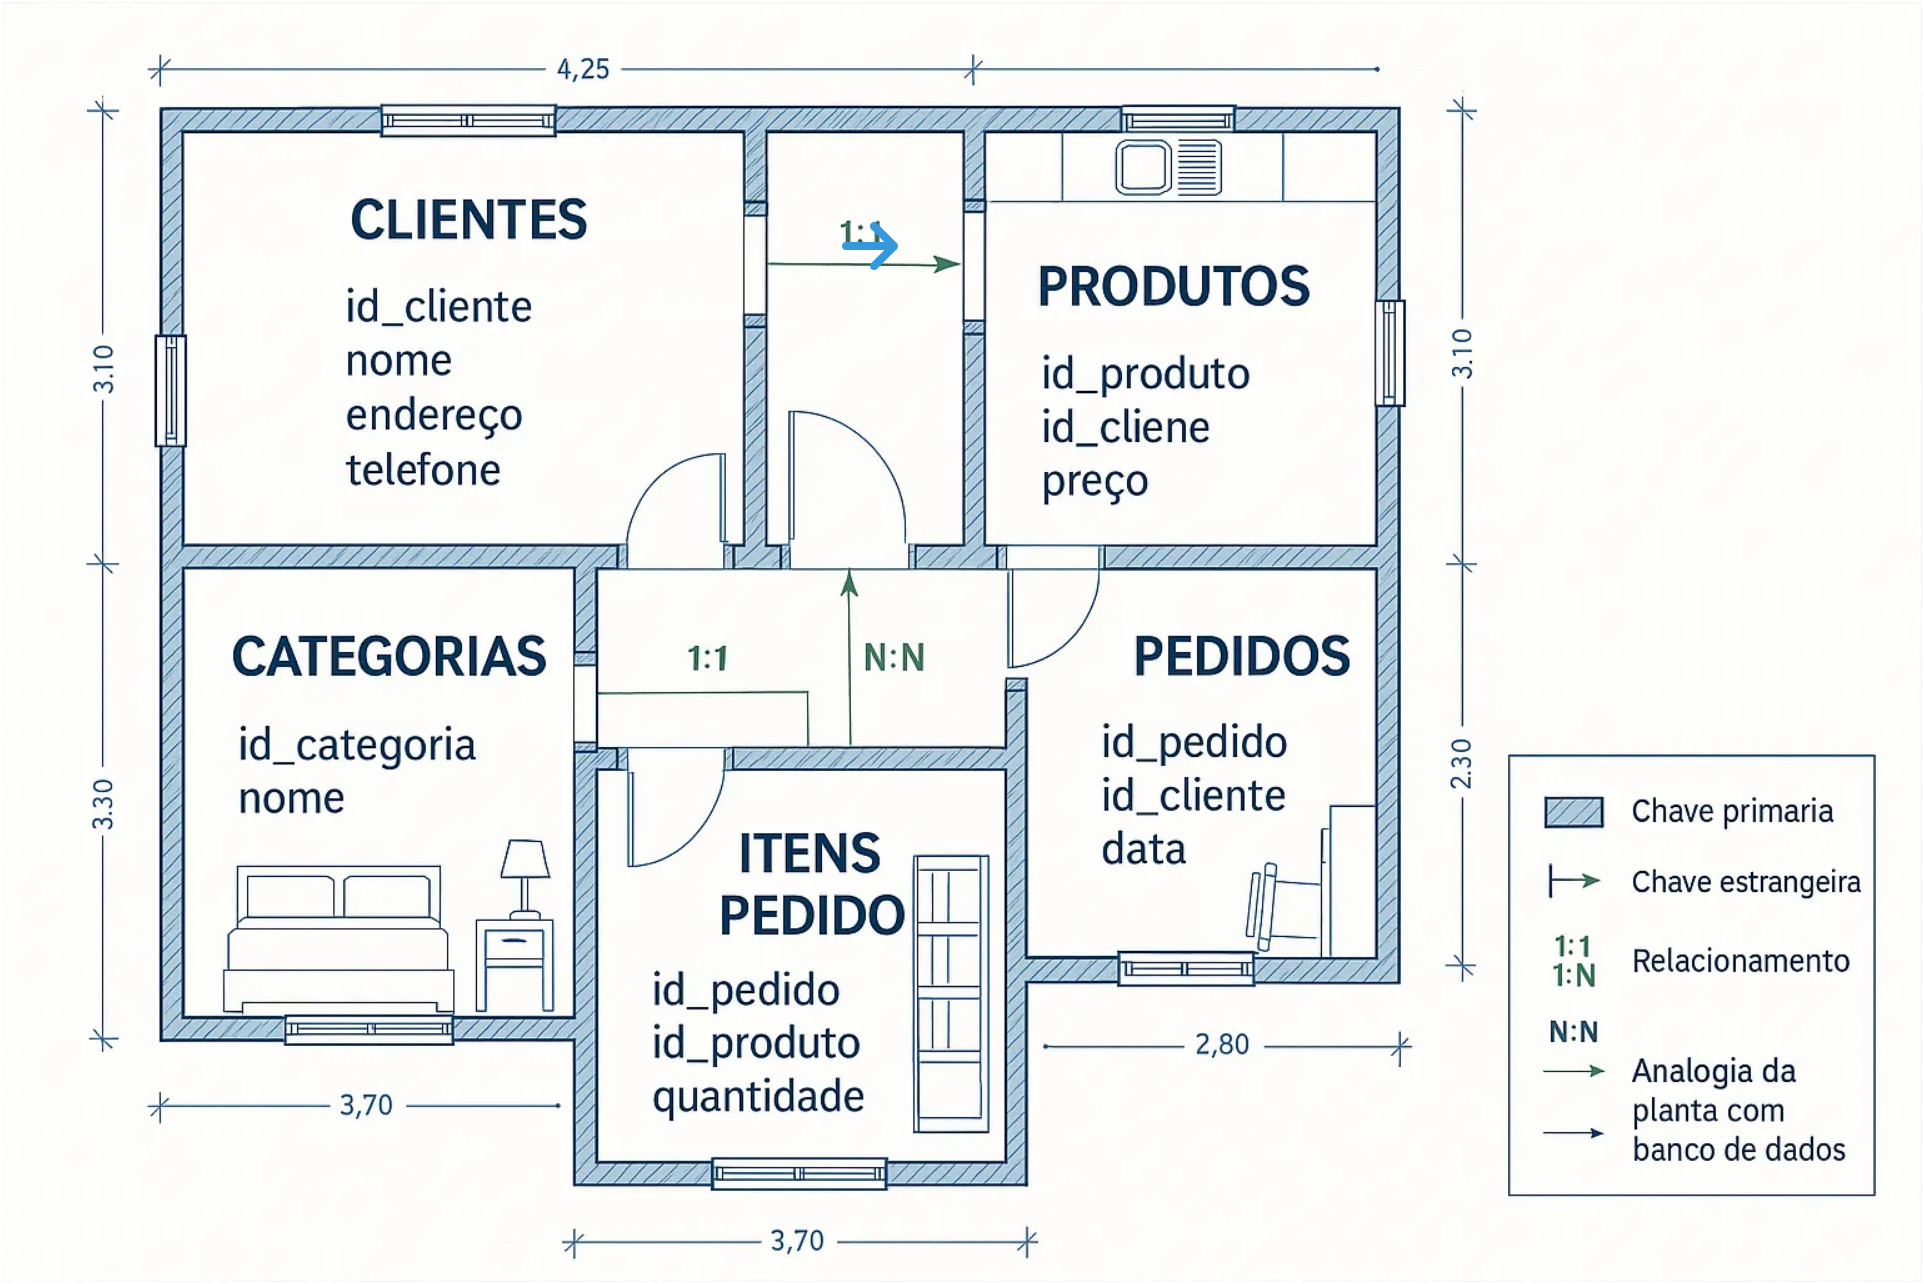 4,25
3.10
CLIENTES
id_cliente
nome
endereço
telefone
1:1
PRODUTOS
id_produto
id_cliene
preço
3.10
CATEGORIAS
id_categoria
nome
1:1
N:N
PEDIDOS
id_pedido
id_cliente
data
3.30
2.30
ITENS
PEDIDO
id_pedido
id_produto
quantidade
3,70
2,80
3,70
Chave primaria
Chave estrangeira
1:1
1:N
Relacionamento
N:N
Analogia da
planta com
banco de dados